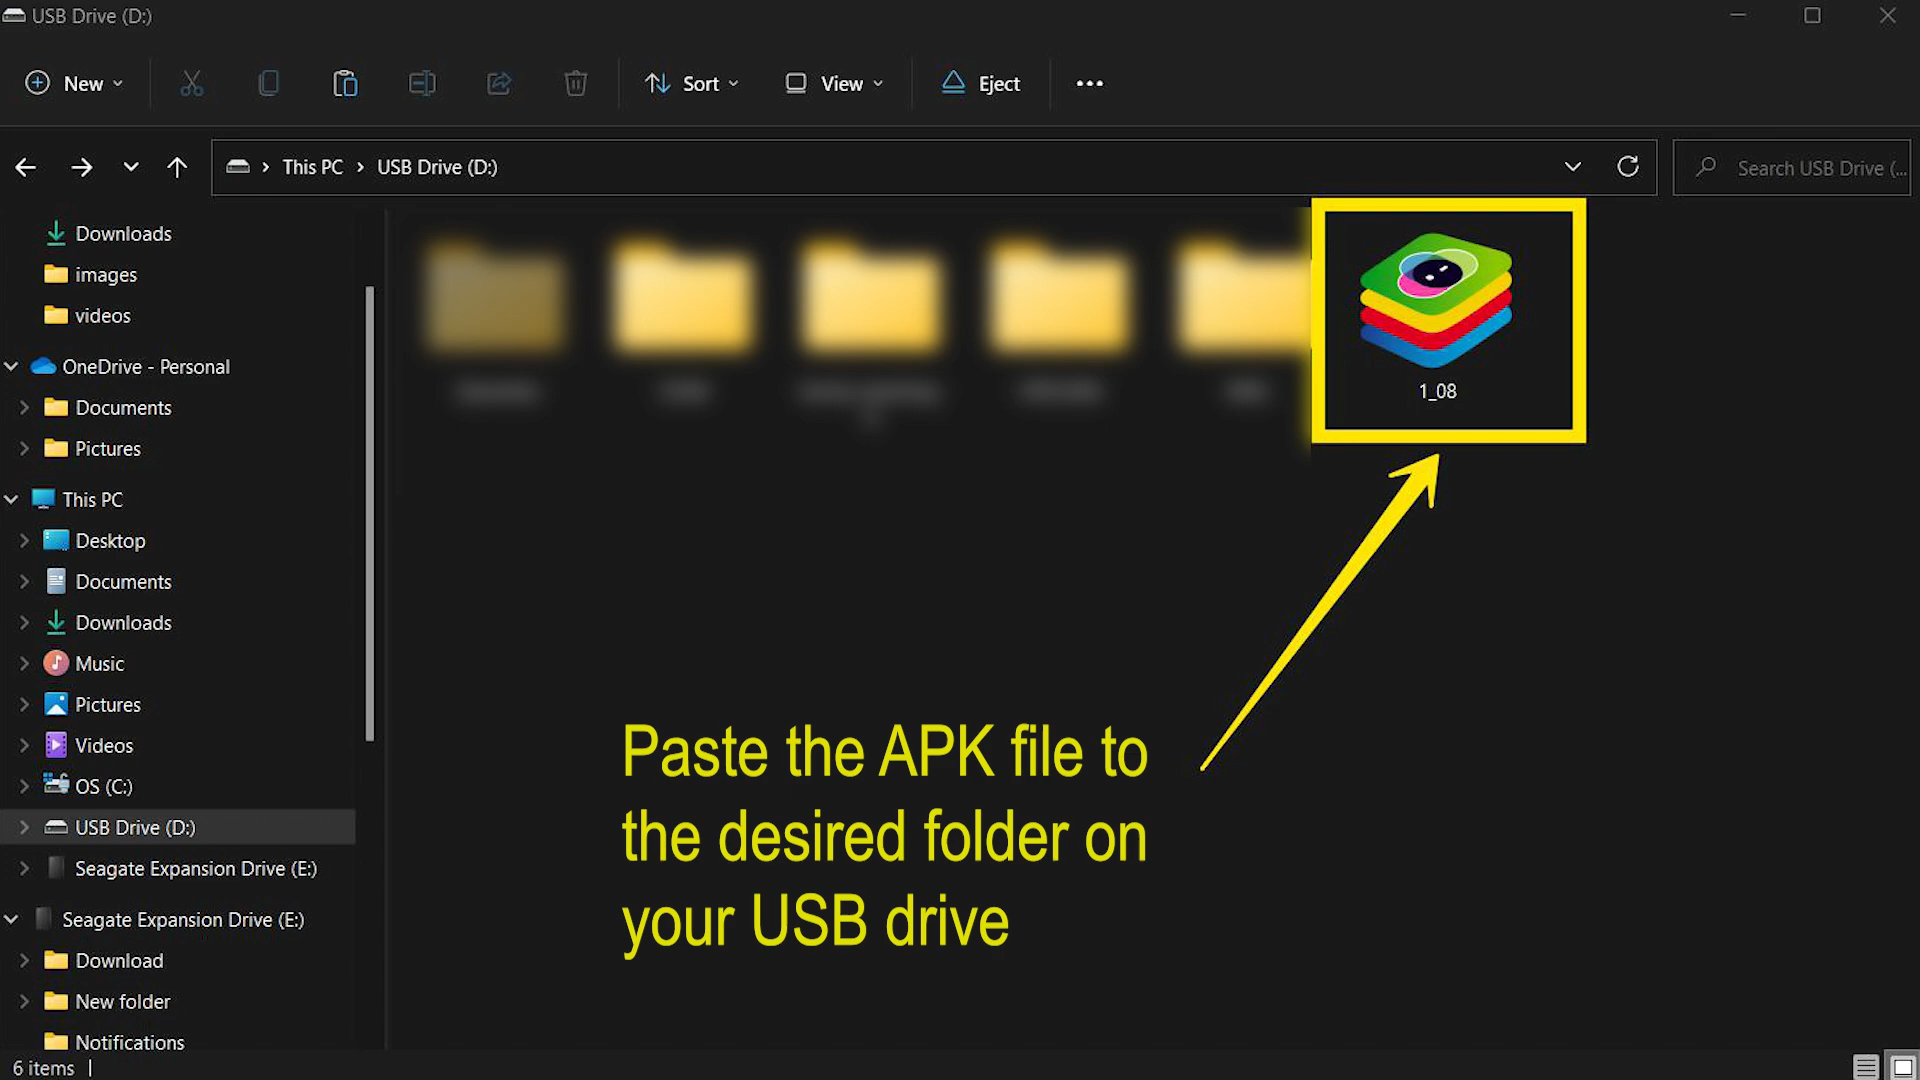 USB Drive (D:)
New
Sort
View
Eject
This PC
USB Drive (D:)
Search USB Drive (...
Downloads
images
videos
OneDrive - Personal
Documents
Pictures
This PC
Desktop
Documents
Downloads
Music
Pictures
Videos
OS (C:)
USB Drive (D:)
Seagate Expansion Drive (E:)
Seagate Expansion Drive (E:)
Download
New folder
Notifications
1_08
Paste the APK file to
the desired folder on
your USB drive
6 items